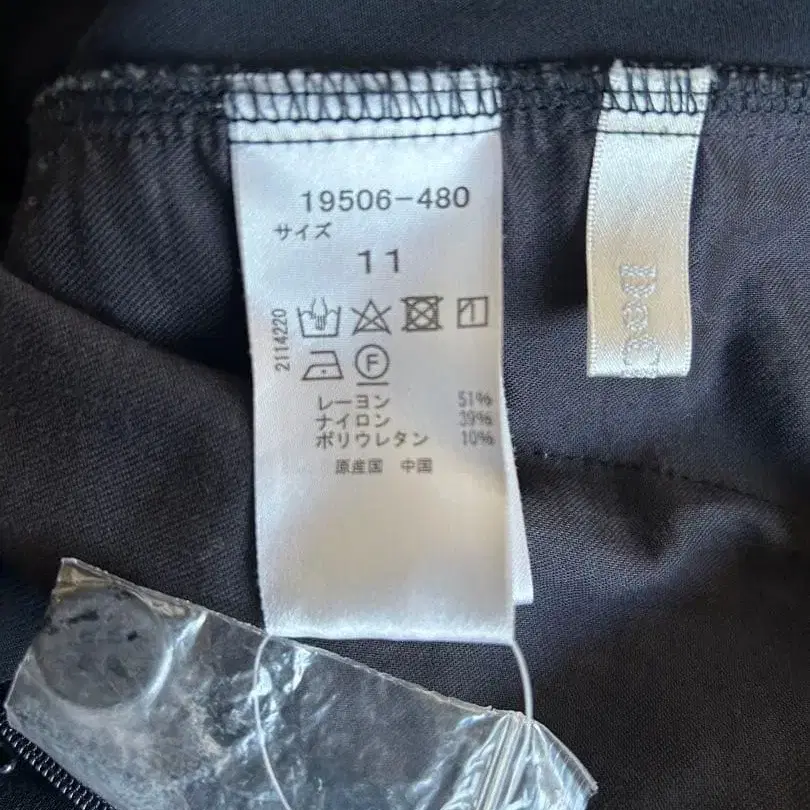 19506-480
サイズ
11
2114220
F
レーヨン 51%
ナイロン 39%
ポリウレタン 10%
原産国 中国